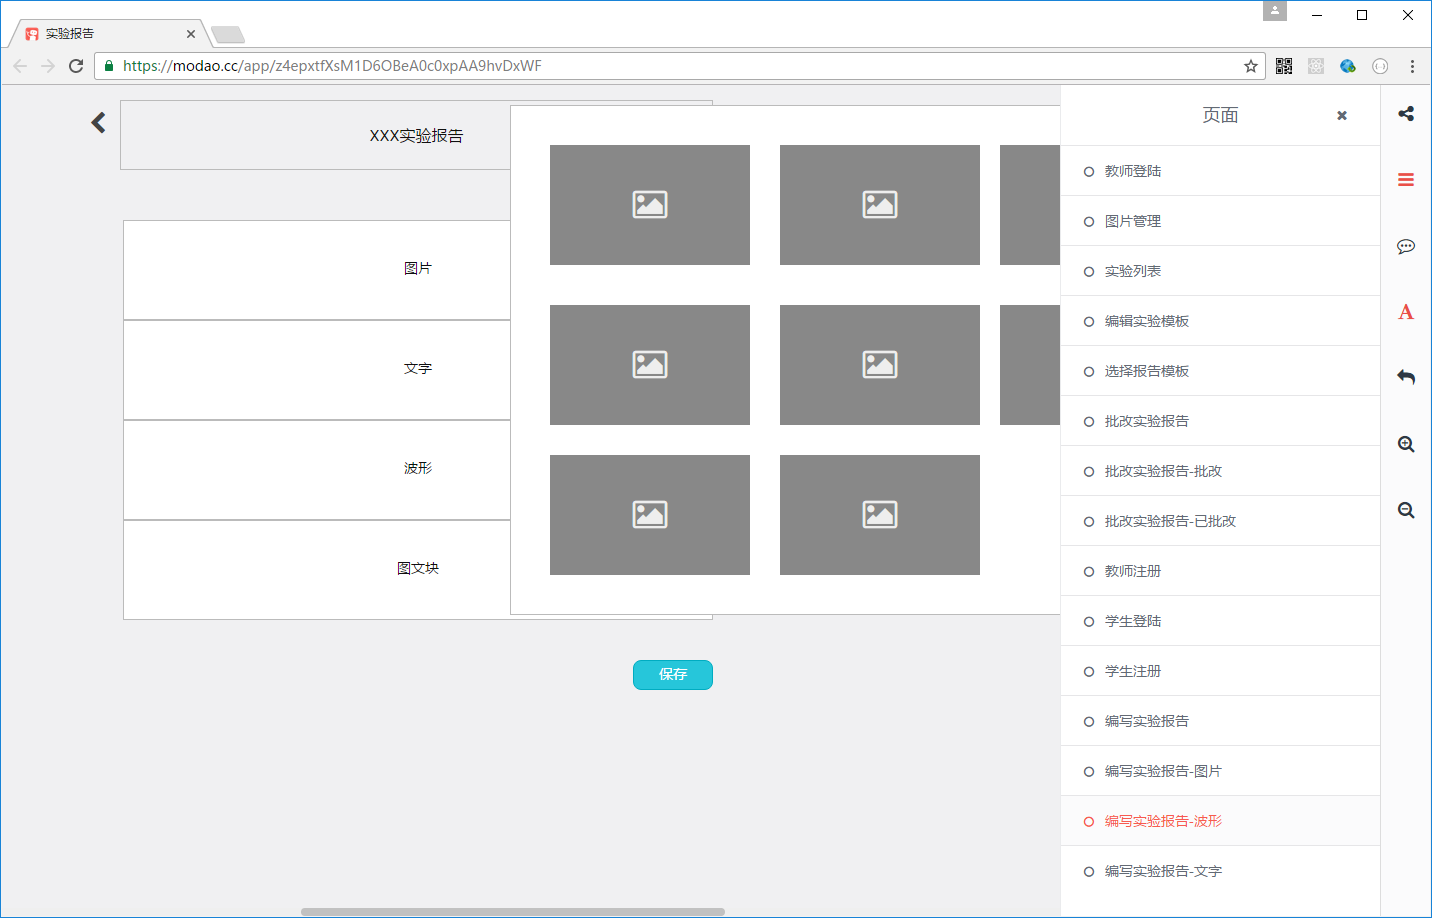 实验报告
https://modao.cc/app/z4epxtfXsM1D6OBeA0c0xpAA9hvDxWF
XXX实验报告
图片
文字
波形
图文块
保存
页面
教师登陆
图片管理
实验列表
编辑实验模板
选择报告模板
批改实验报告
批改实验报告-批改
批改实验报告-已批改
教师注册
学生登陆
学生注册
编写实验报告
编写实验报告-图片
编写实验报告-波形
编写实验报告-文字
A